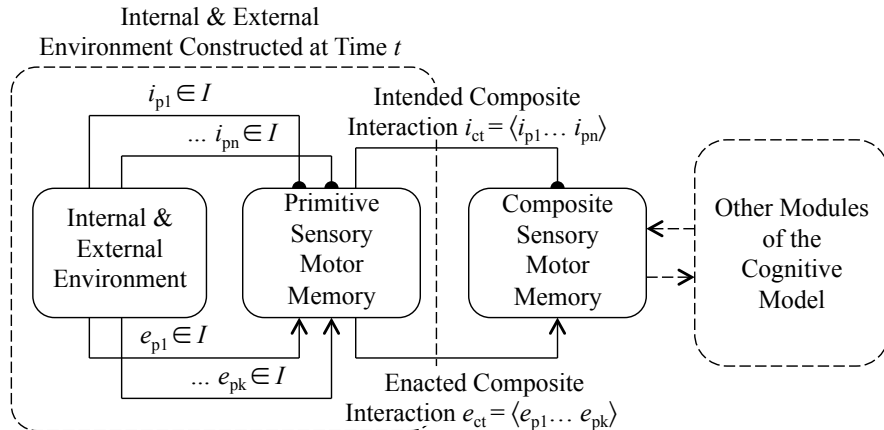 Internal & External
Environment Constructed at Time t
i_p1 ∈ I
... i_pn ∈ I
Intended Composite
Interaction i_ct = ⟨i_p1... i_pn⟩
Internal &
External
Environment
Primitive
Sensory
Motor
Memory
Composite
Sensory
Motor
Memory
Other Modules
of the
Cognitive
Model
e_p1 ∈ I
... e_pk ∈ I
Enacted Composite
Interaction e_ct = ⟨e_p1... e_pk⟩